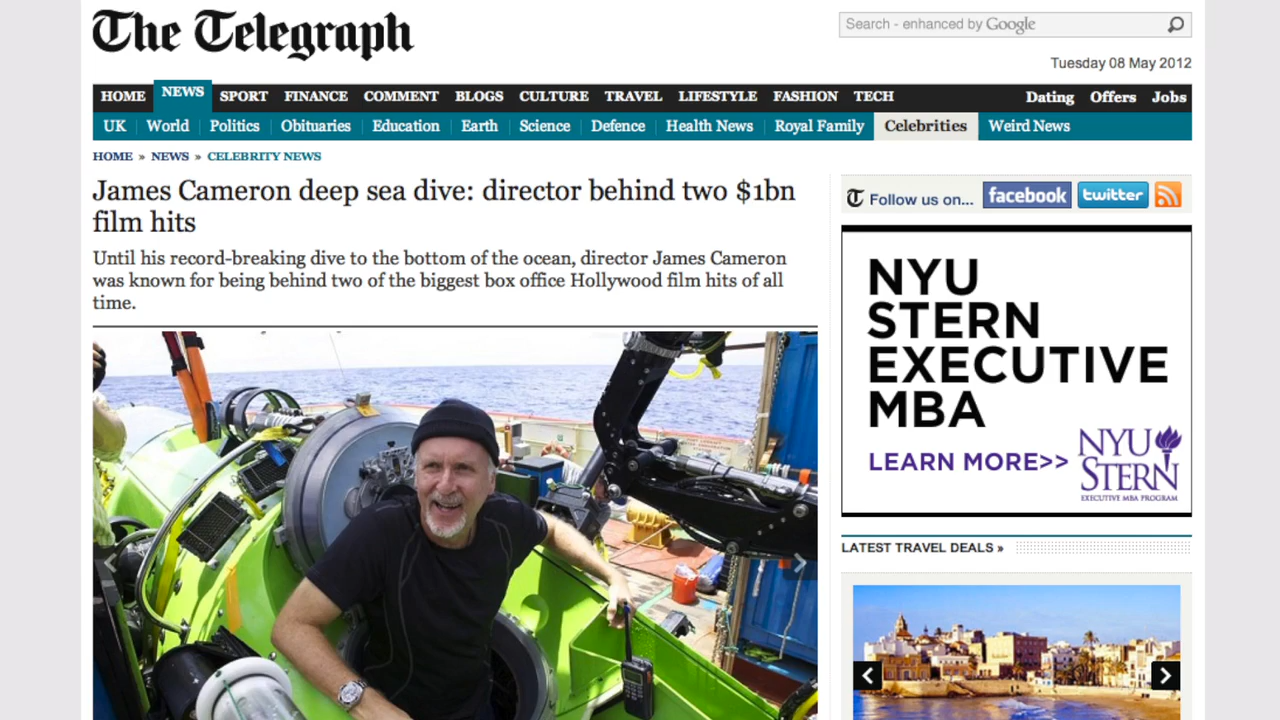 The Telegraph
Search - enhanced by Google
Tuesday 08 May 2012
HOME NEWS SPORT FINANCE COMMENT BLOGS CULTURE TRAVEL LIFESTYLE FASHION TECH Dating Offers Jobs
UK World Politics Obituaries Education Earth Science Defence Health News Royal Family Celebrities Weird News
HOME » NEWS » CELEBRITY NEWS
James Cameron deep sea dive: director behind two $1bn
film hits
Until his record-breaking dive to the bottom of the ocean, director James Cameron
was known for being behind two of the biggest box office Hollywood film hits of all
time.
T Follow us on... facebook twitter
NYU
STERN
EXECUTIVE
MBA
LEARN MORE>>
NYU
STERN
EXECUTIVE MBA PROGRAM
LATEST TRAVEL DEALS »